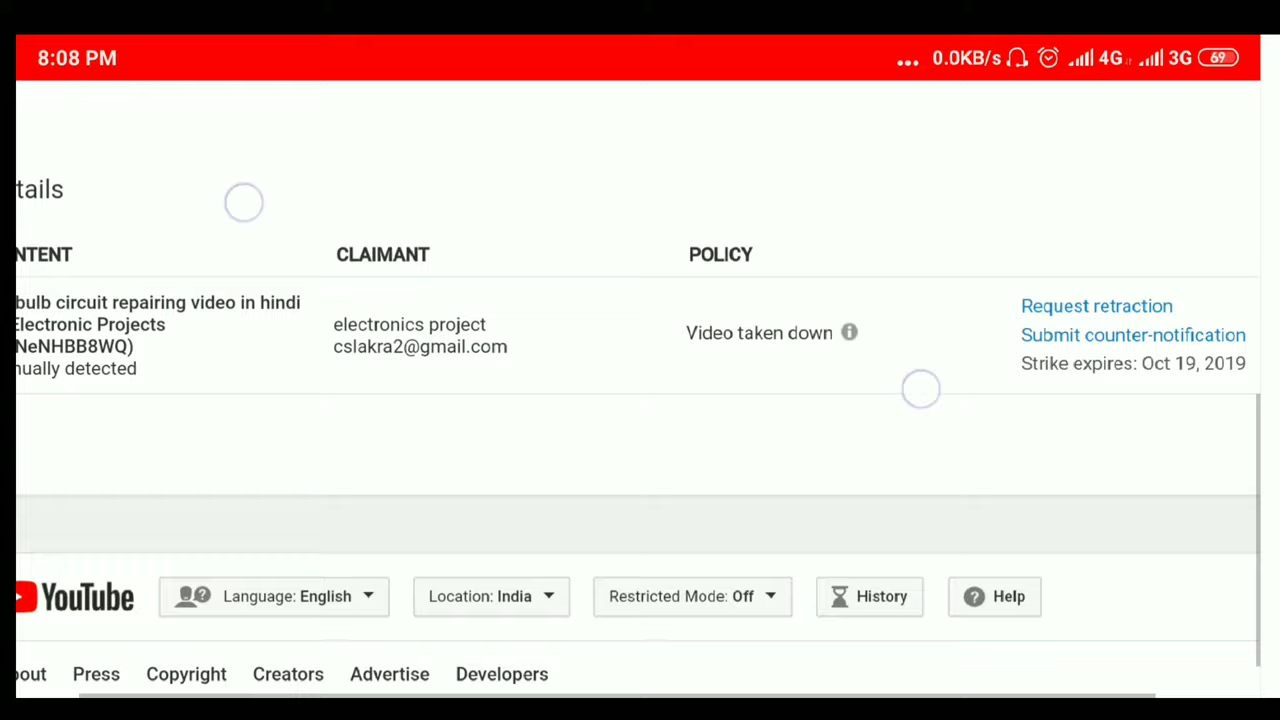 8:08 PM
... 0.0KB/s 4G 3G 69
tails
NTENT CLAIMANT POLICY
bulb circuit repairing video in hindi
Electronic Projects
NeNHBB8WQ)
nually detected
electronics project
cslakra2@gmail.com
Video taken down
Request retraction
Submit counter-notification
Strike expires: Oct 19, 2019
YouTube Language: English Location: India Restricted Mode: Off History Help
out Press Copyright Creators Advertise Developers